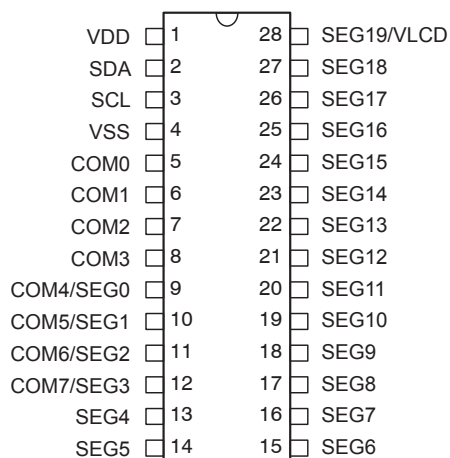 VDD 1 28 SEG19/VLCD
SDA 2 27 SEG18
SCL 3 26 SEG17
VSS 4 25 SEG16
COM0 5 24 SEG15
COM1 6 23 SEG14
COM2 7 22 SEG13
COM3 8 21 SEG12
COM4/SEG0 9 20 SEG11
COM5/SEG1 10 19 SEG10
COM6/SEG2 11 18 SEG9
COM7/SEG3 12 17 SEG8
SEG4 13 16 SEG7
SEG5 14 15 SEG6